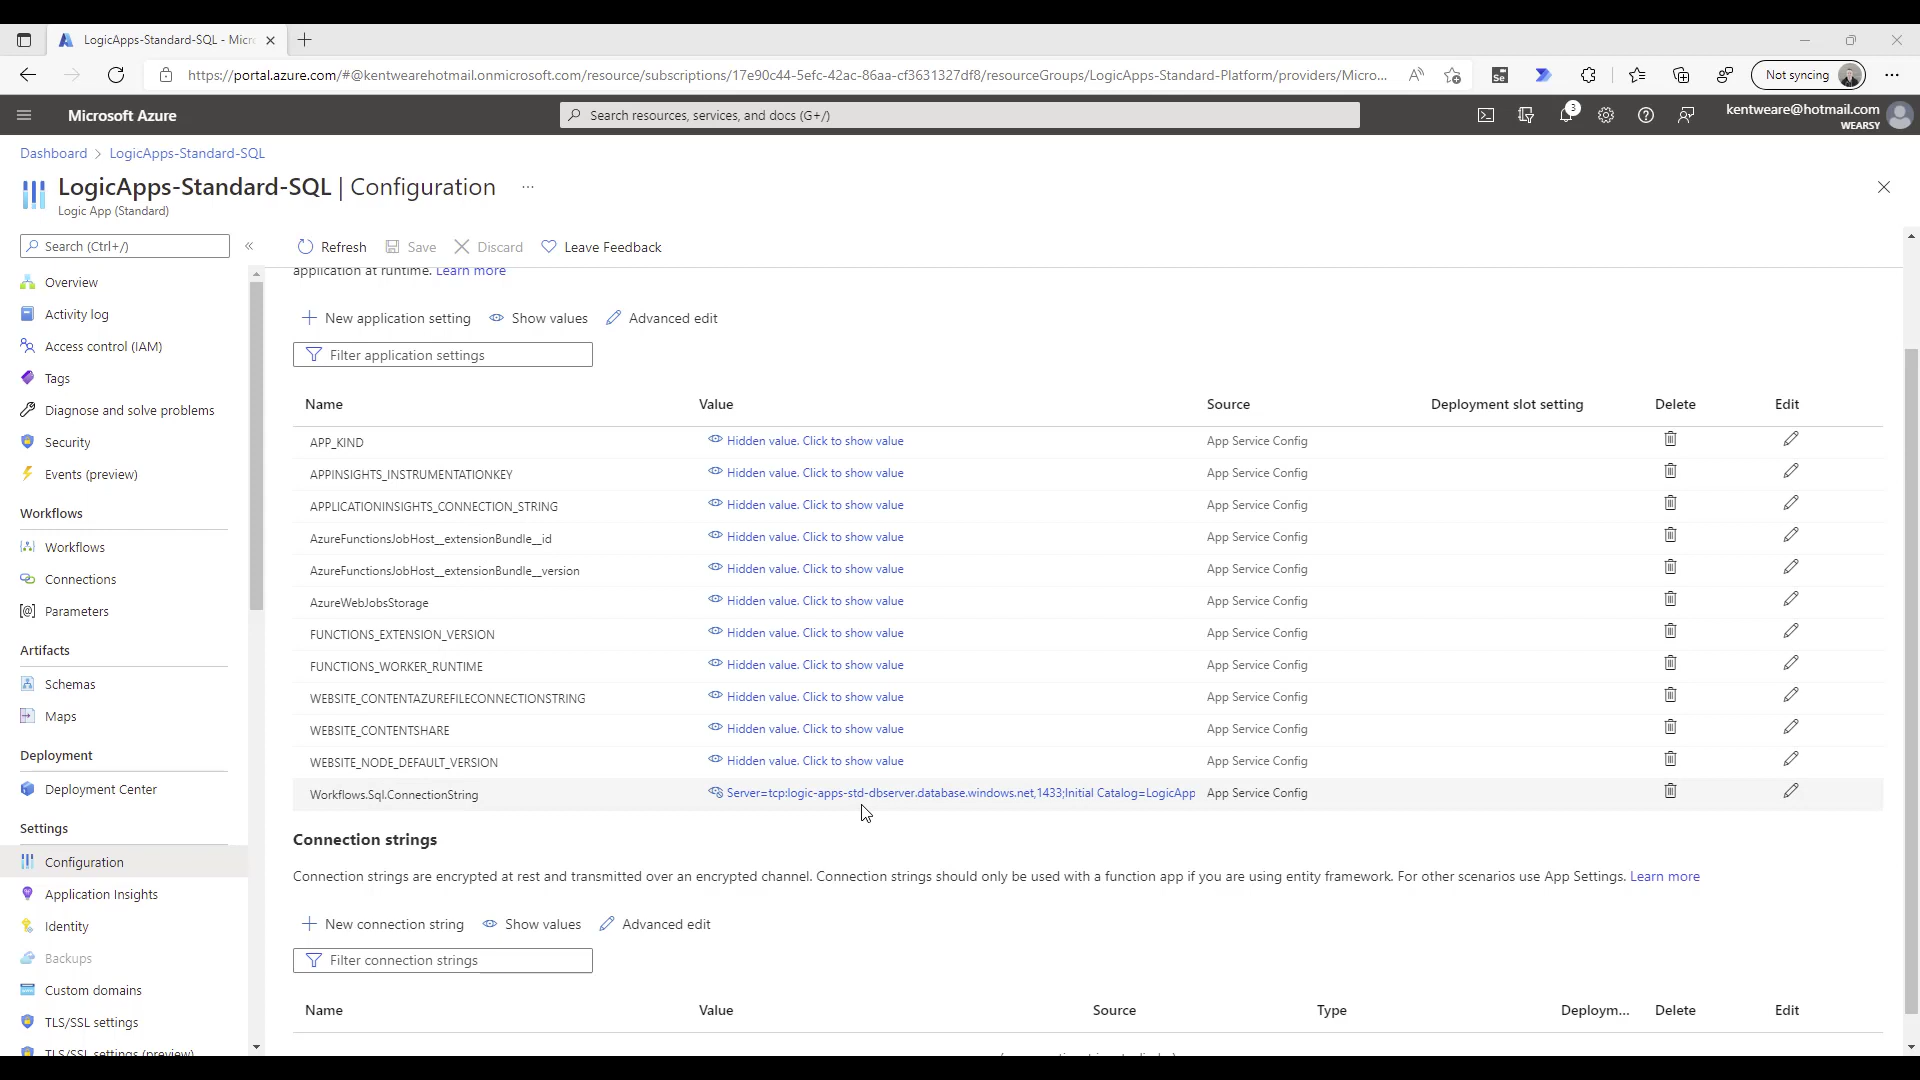 LogicApps-Standard-SQL - Micr
https://portal.azure.com/#@kentwearehotmail.onmicrosoft.com/resource/subscriptions/17e90c44-5efc-42ac-86aa-cf3631327df8/resourceGroups/LogicApps-Standard-Platform/providers/Micro...
Not syncing
Microsoft Azure
Search resources, services, and docs (G+/)
3
kentweare@hotmail.com
WEARSY
Dashboard > LogicApps-Standard-SQL
LogicApps-Standard-SQL | Configuration ...
Logic App (Standard)
Search (Ctrl+/)
«
Overview
Activity log
Access control (IAM)
Tags
Diagnose and solve problems
Security
Events (preview)
Workflows
Workflows
Connections
Parameters
Artifacts
Schemas
Maps
Deployment
Deployment Center
Settings
Configuration
Application Insights
Identity
Backups
Custom domains
TLS/SSL settings
TLS/SSL settings (preview)
Refresh Save Discard Leave Feedback
application at runtime. Learn more
New application setting Show values Advanced edit
Filter application settings
Name Value Source Deployment slot setting Delete Edit
APP_KIND Hidden value. Click to show value App Service Config
APPINSIGHTS_INSTRUMENTATIONKEY Hidden value. Click to show value App Service Config
APPLICATIONINSIGHTS_CONNECTION_STRING Hidden value. Click to show value App Service Config
AzureFunctionsJobHost__extensionBundle__id Hidden value. Click to show value App Service Config
AzureFunctionsJobHost__extensionBundle__version Hidden value. Click to show value App Service Config
AzureWebJobsStorage Hidden value. Click to show value App Service Config
FUNCTIONS_EXTENSION_VERSION Hidden value. Click to show value App Service Config
FUNCTIONS_WORKER_RUNTIME Hidden value. Click to show value App Service Config
WEBSITE_CONTENTAZUREFILECONNECTIONSTRING Hidden value. Click to show value App Service Config
WEBSITE_CONTENTSHARE Hidden value. Click to show value App Service Config
WEBSITE_NODE_DEFAULT_VERSION Hidden value. Click to show value App Service Config
Workflows.Sql.ConnectionString Server=tcp:logic-apps-std-dbserver.database.windows.net,1433;Initial Catalog=LogicApp App Service Config
Connection strings
Connection strings are encrypted at rest and transmitted over an encrypted channel. Connection strings should only be used with a function app if you are using entity framework. For other scenarios use App Settings. Learn more
New connection string Show values Advanced edit
Filter connection strings
Name Value Source Type Deploym... Delete Edit